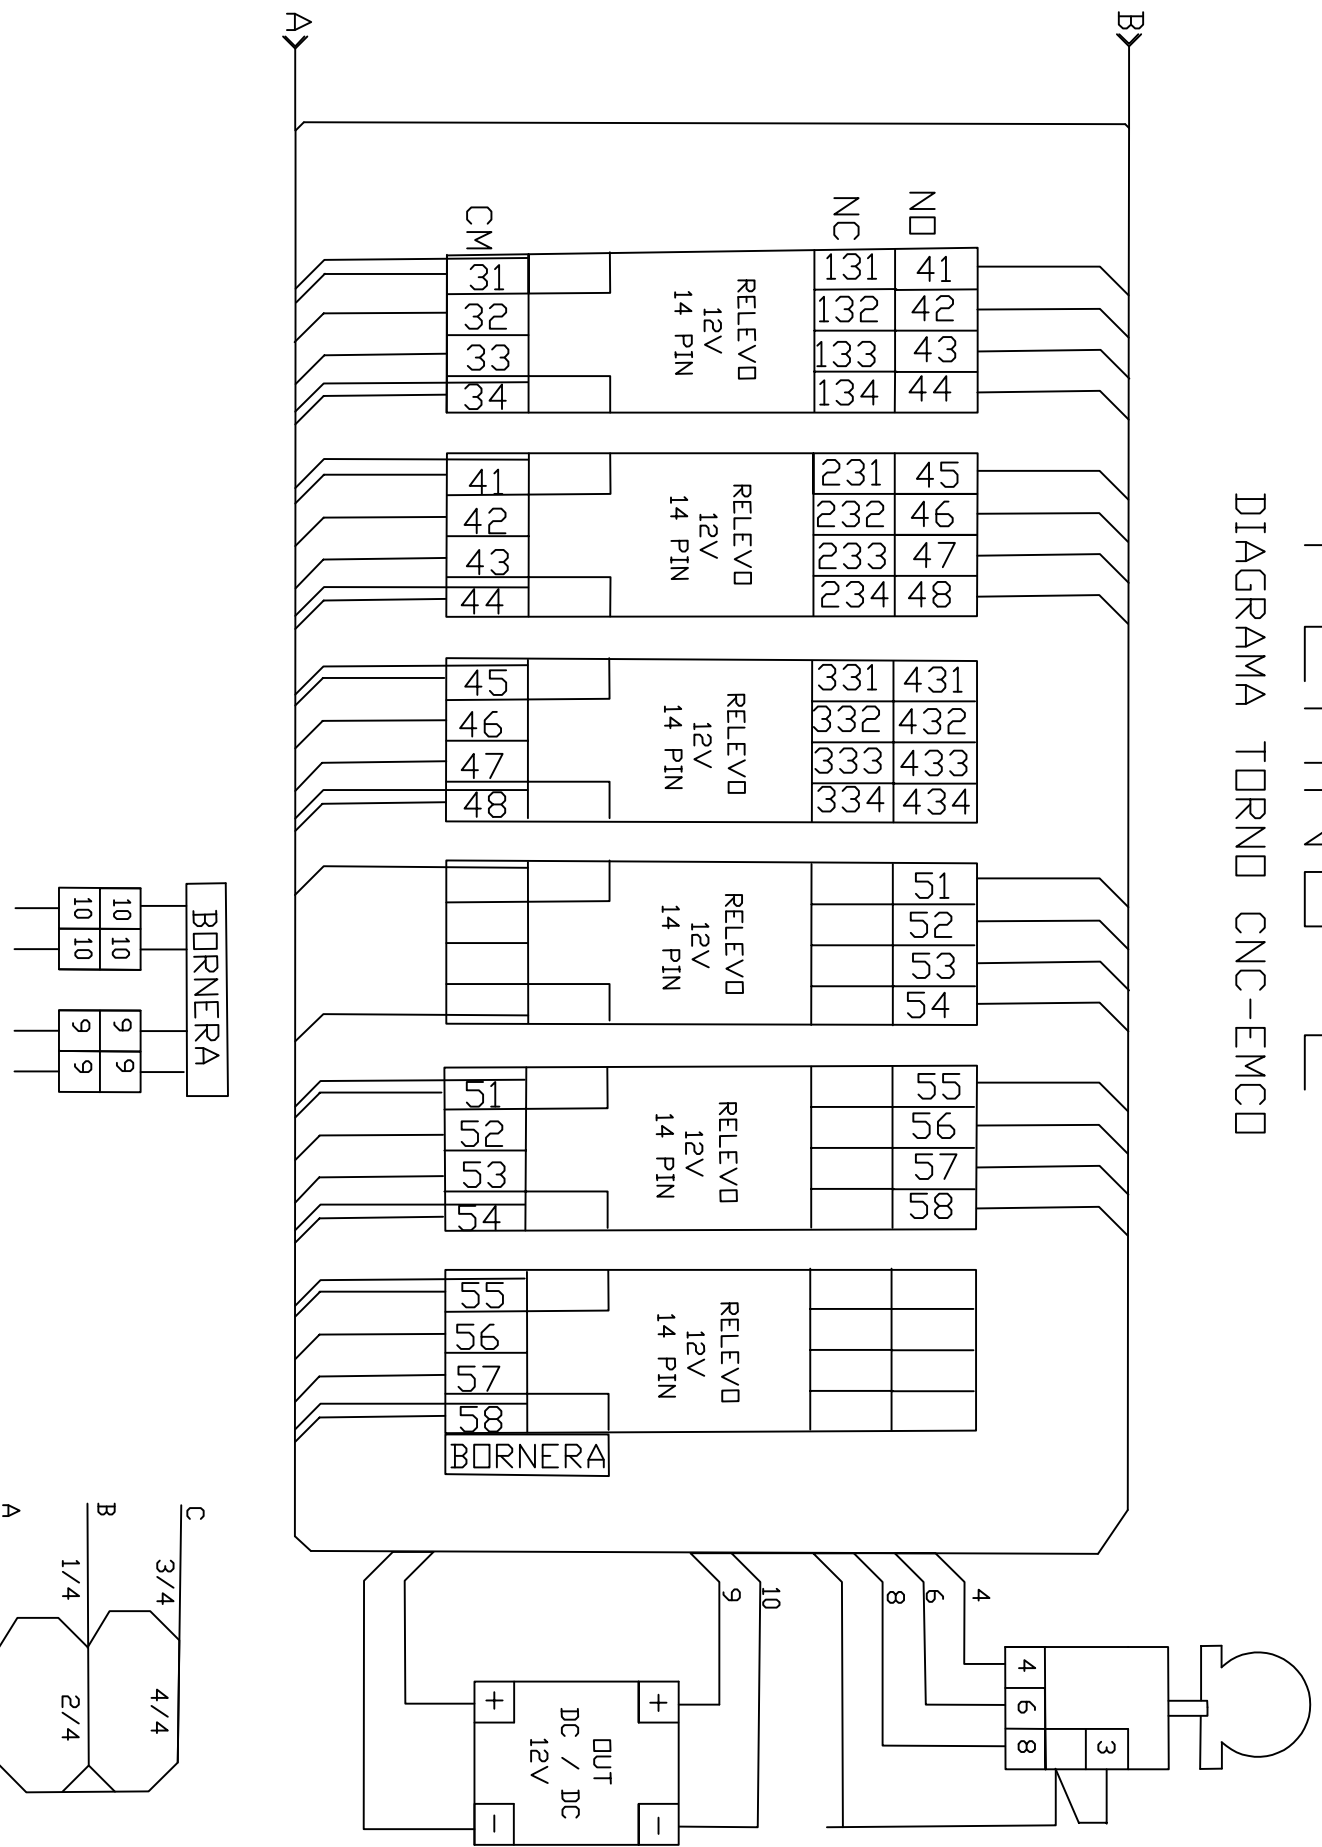 A
B
DIAGRAMA TORNO CNC-EMCO
CM
NC
NO
31
32
33
34
RELEVO
12V
14 PIN
131
41
132
42
133
43
134
44
41
42
43
44
RELEVO
12V
14 PIN
231
45
232
46
233
47
234
48
45
46
47
48
RELEVO
12V
14 PIN
331
431
332
432
333
433
334
434
RELEVO
12V
14 PIN
51
52
53
54
51
52
53
54
RELEVO
12V
14 PIN
55
56
57
58
55
56
57
58
RELEVO
12V
14 PIN
BORNERA
BORNERA
10
10
10
10
9
9
9
9
9
10
8
6
4
4
6
8
3
+
+
OUT
DC / DC
12V
-
-
C
B
A
3/4
4/4
1/4
2/4